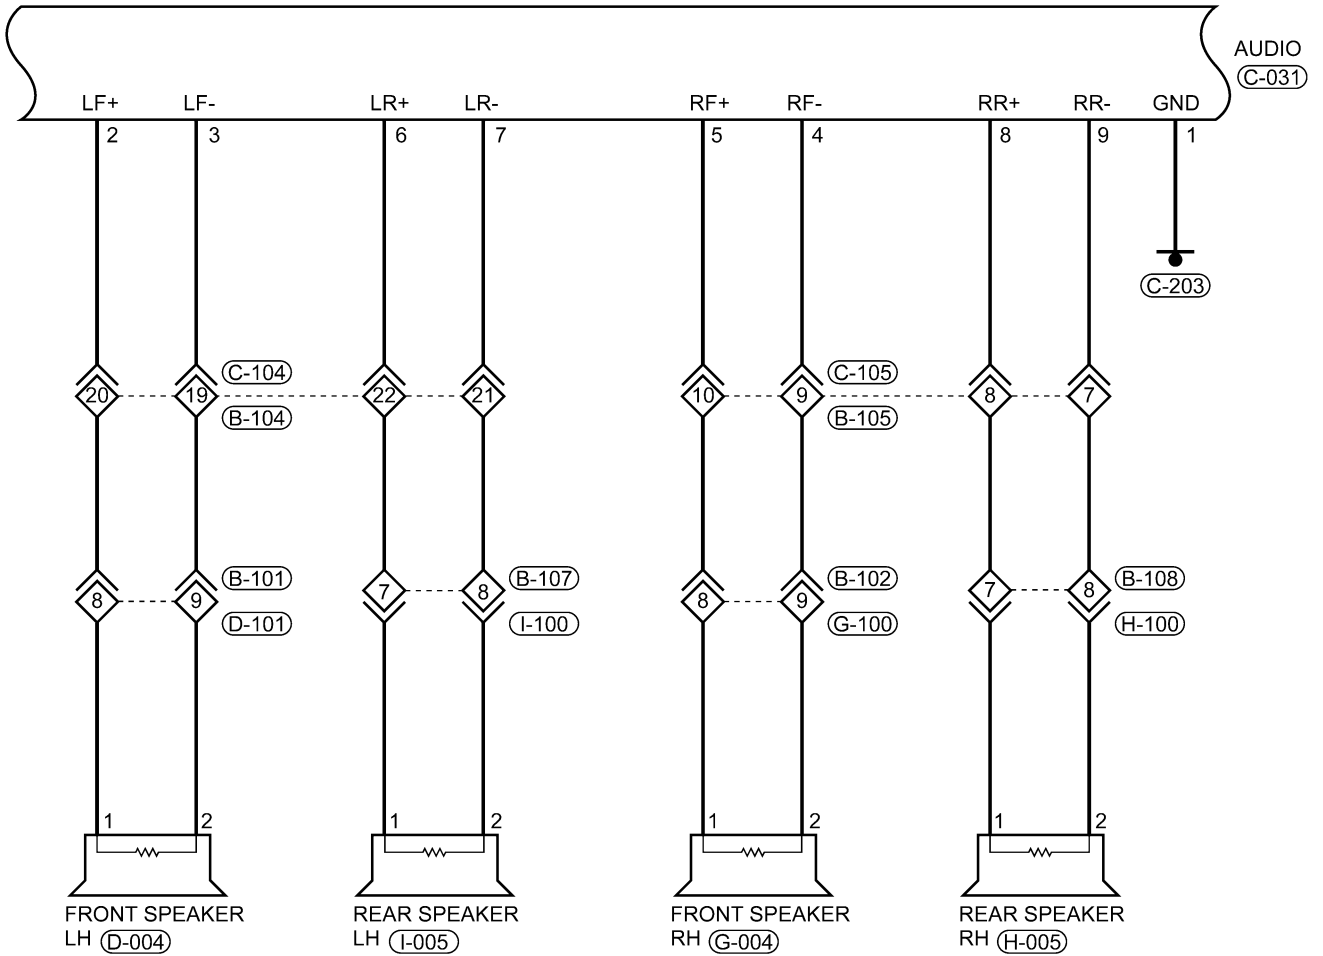 AUDIO
C-031
LF+ LF- LR+ LR- RF+ RF- RR+ RR- GND
2 3 6 7 5 4 8 9 1
C-203
C-104 C-105
20 19 22 21 10 9 8 7
B-104 B-105
B-101 B-107 B-102 B-108
8 9 7 8 8 9 7 8
D-101 I-100 G-100 H-100
1 2 1 2 1 2 1 2
FRONT SPEAKER REAR SPEAKER FRONT SPEAKER REAR SPEAKER
LH D-004 LH I-005 RH G-004 RH H-005